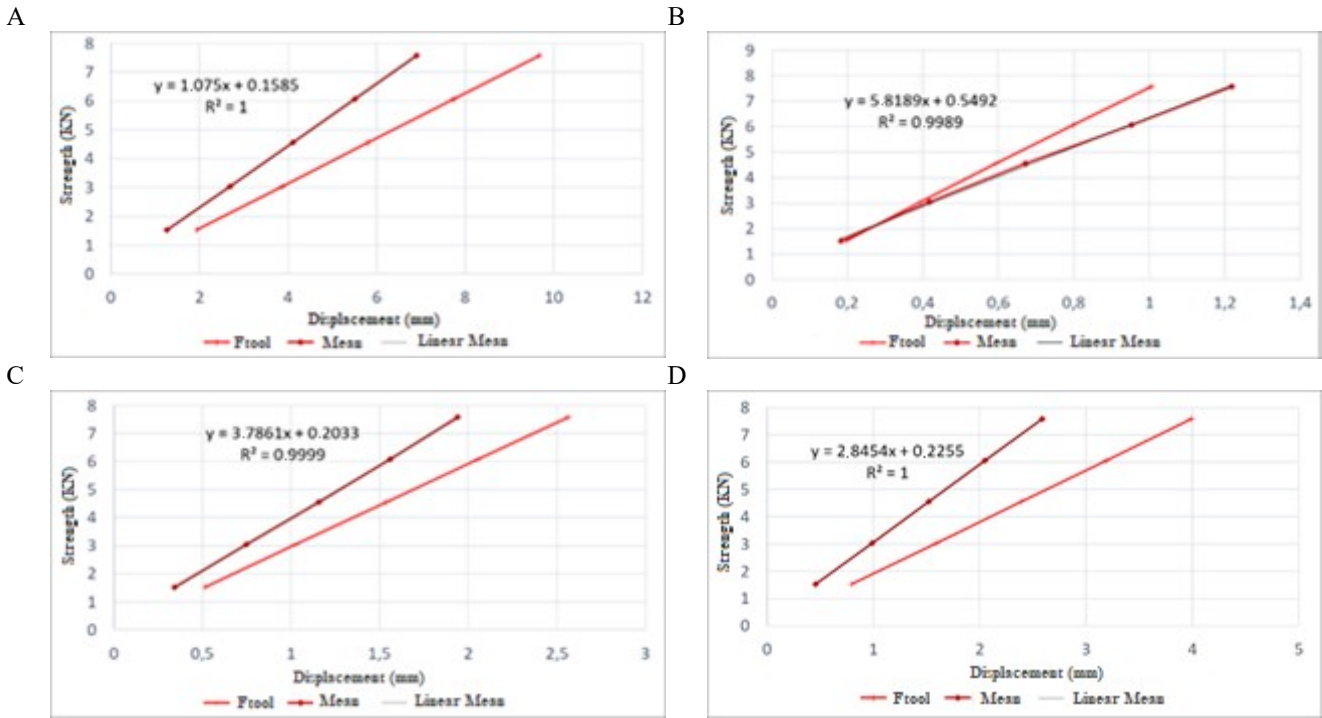 A
8
7
6
5
4
3
2
1
0
Strength (KN)
y = 1.075x + 0.1585
R² = 1
0 2 4 6 8 10 12
Displacement (mm)
Ftool Mean Linear Mean
B
9
8
7
6
5
4
3
2
1
0
Strength (KN)
y = 5.8189x + 0.5492
R² = 0.9989
0 0,2 0,4 0,6 0,8 1 1,2 1,4
Displacement (mm)
Ftool Mean Linear Mean
C
8
7
6
5
4
3
2
1
0
Strength (KN)
y = 3.7861x + 0.2033
R² = 0.9999
0 0,5 1 1,5 2 2,5 3
Displacement (mm)
Ftool Mean Linear Mean
D
8
7
6
5
4
3
2
1
0
Strength (KN)
y = 2.8454x + 0.2255
R² = 1
0 1 2 3 4 5
Displacement (mm)
Ftool Mean Linear Mean